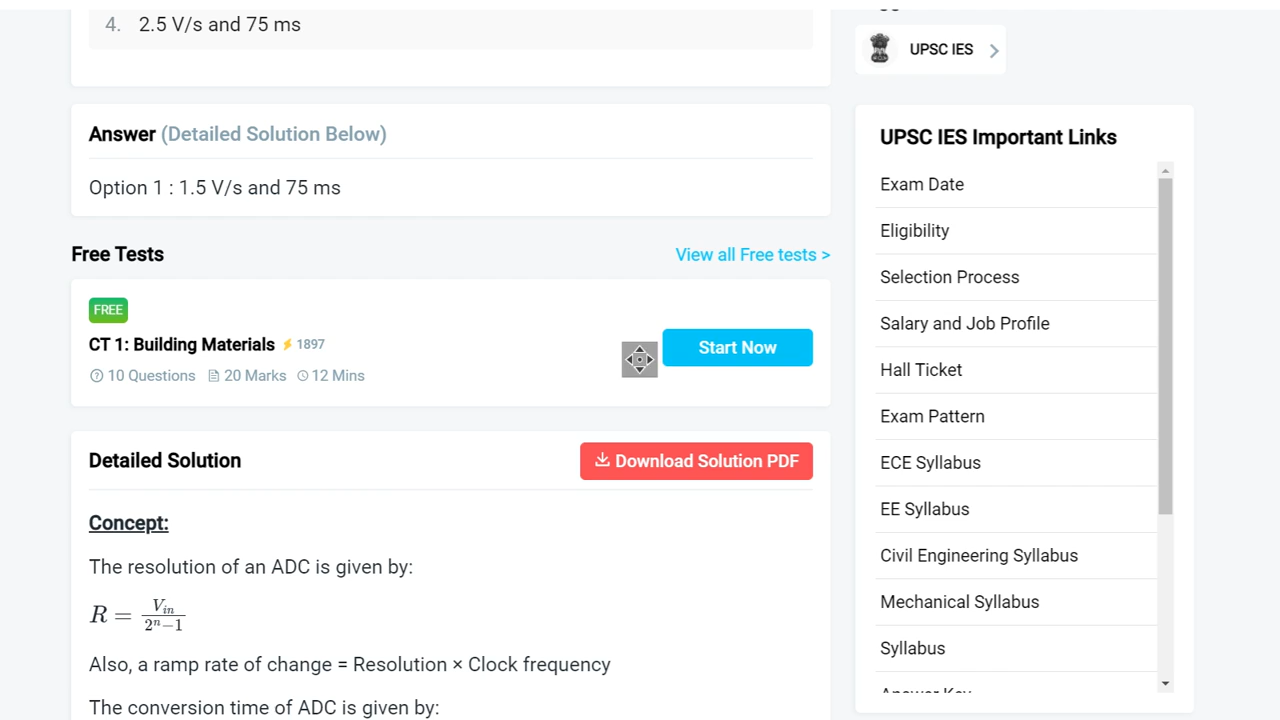 4. 2.5 V/s and 75 ms
UPSC IES
Answer (Detailed Solution Below)
Option 1 : 1.5 V/s and 75 ms
Free Tests
View all Free tests >
FREE
CT 1: Building Materials 1897
10 Questions 20 Marks 12 Mins
Start Now
Detailed Solution
Download Solution PDF
Concept:
The resolution of an ADC is given by:
R = V_in / 2^n − 1
Also, a ramp rate of change = Resolution × Clock frequency
The conversion time of ADC is given by:
UPSC IES Important Links
Exam Date
Eligibility
Selection Process
Salary and Job Profile
Hall Ticket
Exam Pattern
ECE Syllabus
EE Syllabus
Civil Engineering Syllabus
Mechanical Syllabus
Syllabus
Answer Key